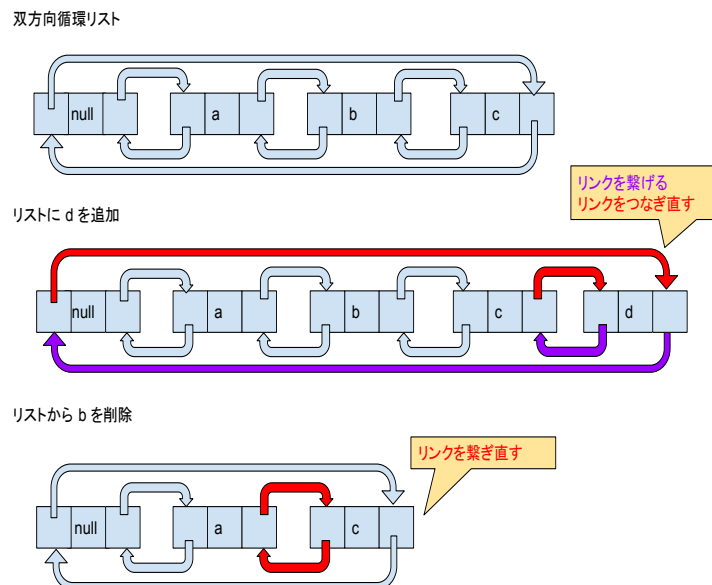 双方向循環リスト
null a b c
リンクを繋げる
リンクをつなぎ直す
リストに d を追加
null a b c d
リストから b を削除
リンクを繋ぎ直す
null a c